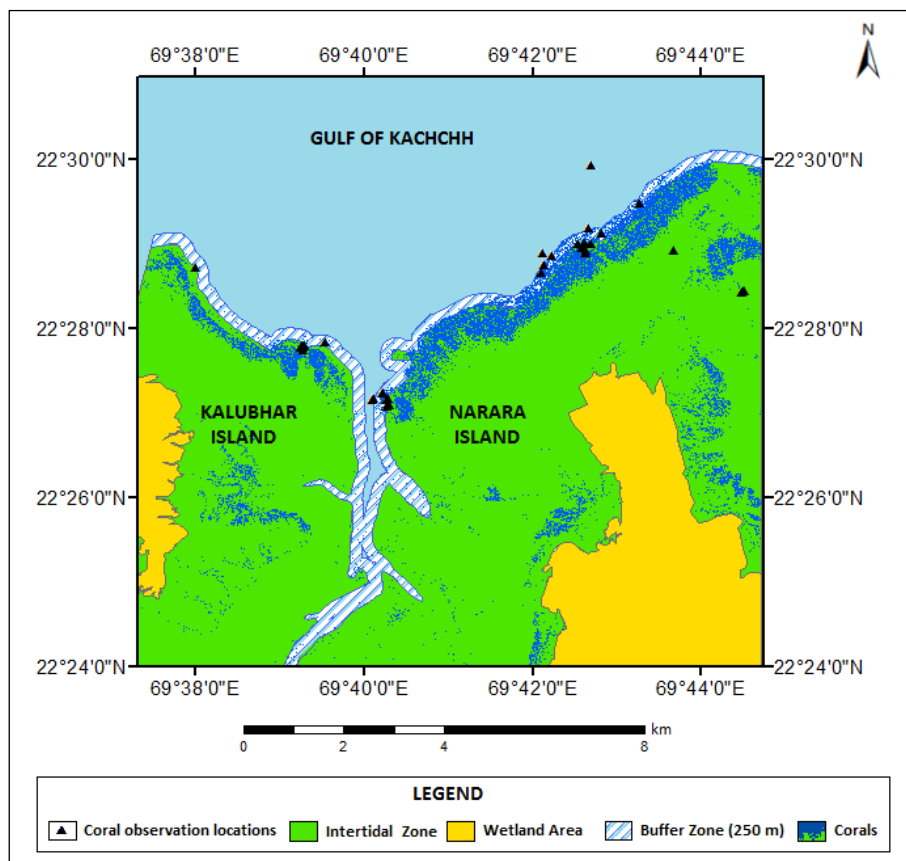 N
69°38'0"E 69°40'0"E 69°42'0"E 69°44'0"E
GULF OF KACHCHH
22°30'0"N 22°30'0"N
22°28'0"N 22°28'0"N
KALUBHAR
ISLAND
NARARA
ISLAND
22°26'0"N 22°26'0"N
22°24'0"N 22°24'0"N
69°38'0"E 69°40'0"E 69°42'0"E 69°44'0"E
km
0 2 4 8
LEGEND
Coral observation locations Intertidal Zone Wetland Area Buffer Zone (250 m) Corals